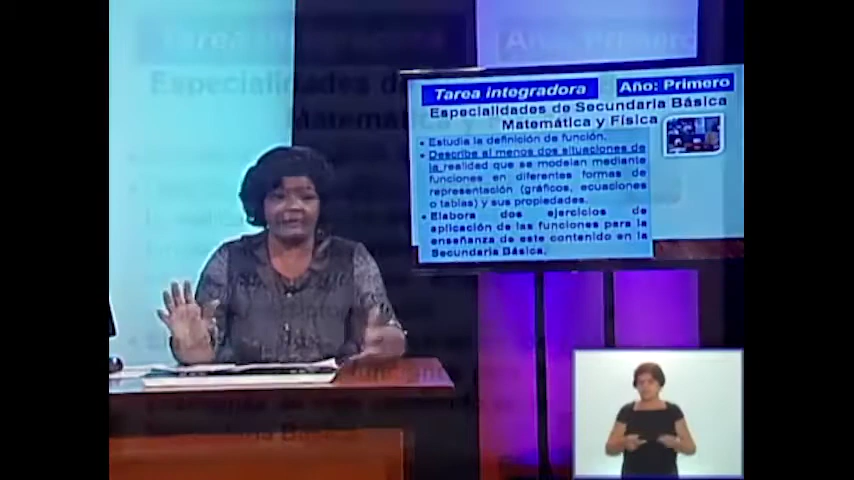 Tarea integradora
Año: Primero
Especialidades de Secundaria Básica
Matemática y Física
• Estudia la definición de función.
• Describe al menos dos situaciones de
la realidad que se modelan mediante
funciones en diferentes formas de
representación (gráficos, ecuaciones
o tablas) y sus propiedades.
• Elabora dos ejercicios de
aplicación de las funciones para la
enseñanza de este contenido en la
Secundaria Básica.